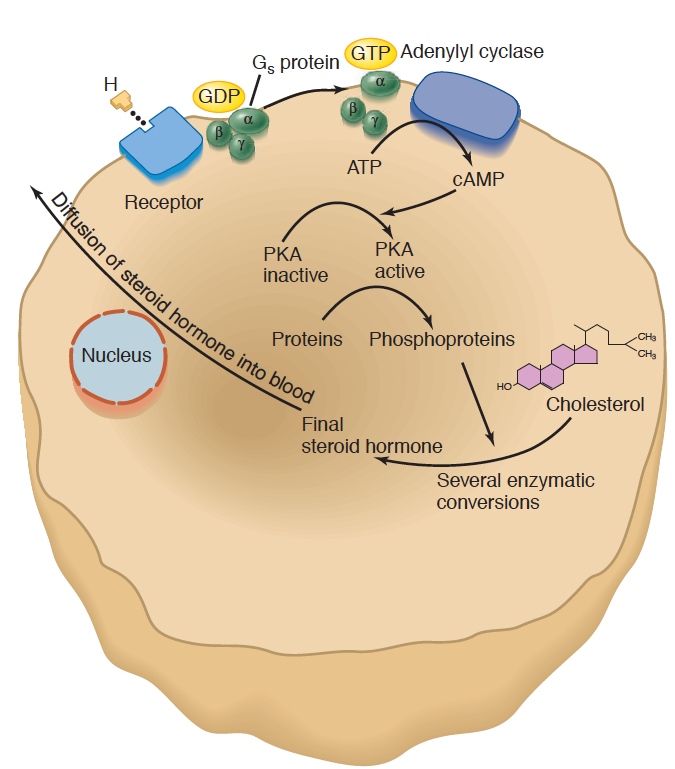 Gs protein
GTP
Adenylyl cyclase
H
GDP
α
β
γ
α
β
γ
ATP
cAMP
Receptor
PKA
inactive
PKA
active
Diffusion of steroid hormone into blood
Nucleus
Proteins
Phosphoproteins
CH3
CH3
HO
Cholesterol
Final
steroid hormone
Several enzymatic
conversions